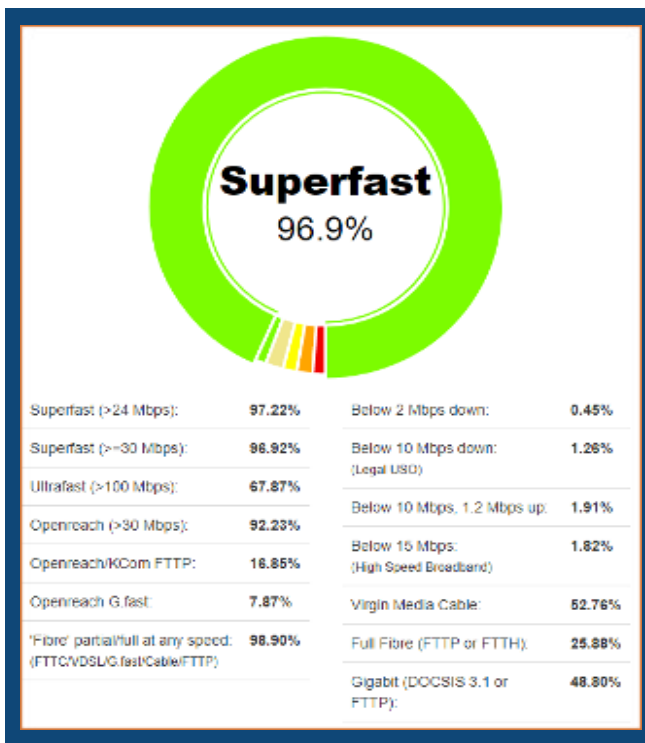 Superfast
96.9%
Superfast (>24 Mbps): 97.22%
Superfast (>=30 Mbps): 96.92%
Ultrafast (>100 Mbps): 67.87%
Openreach (>30 Mbps): 92.23%
Openreach/KCom FTTP: 16.85%
Openreach G.fast: 7.87%
'Fibre' partial/full at any speed: 98.90%
(FTTC/VDSL/G.fast/Cable/FTTP)
Below 2 Mbps down: 0.45%
Below 10 Mbps down: 1.26%
(Legal USO)
Below 10 Mbps, 1.2 Mbps up: 1.91%
Below 15 Mbps: 1.82%
(High Speed Broadband)
Virgin Media Cable: 52.76%
Full Fibre (FTTP or FTTH): 25.88%
Gigabit (DOCSIS 3.1 or 48.80%
FTTP):